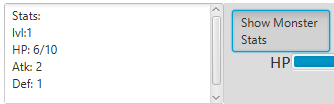 Stats:
lvl:1
HP: 6/10
Atk: 2
Def: 1
Show Monster
Stats
HP